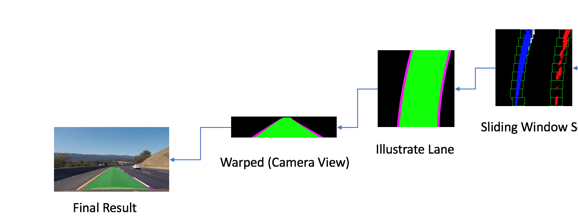 Sliding Window S
Illustrate Lane
Warped (Camera View)
Final Result